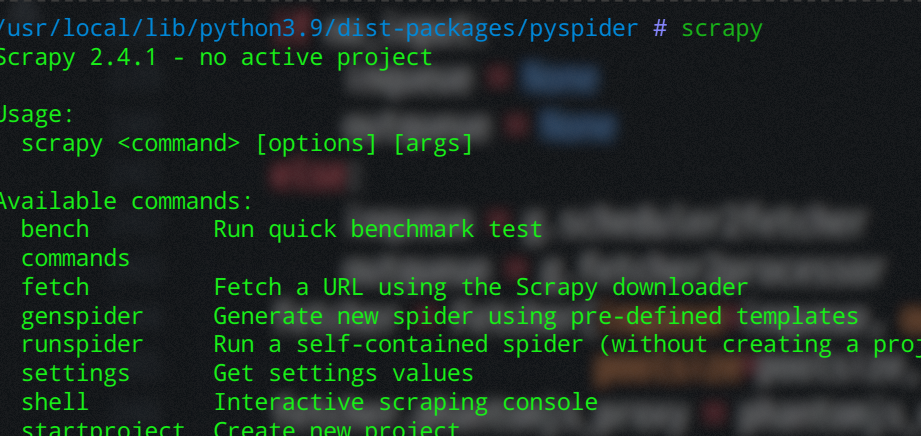 /usr/local/lib/python3.9/dist-packages/pyspider # scrapy
Scrapy 2.4.1 - no active project
Usage:
scrapy <command> [options] [args]
Available commands:
bench Run quick benchmark test
commands
fetch Fetch a URL using the Scrapy downloader
genspider Generate new spider using pre-defined templates
runspider Run a self-contained spider (without creating a proj
settings Get settings values
shell Interactive scraping console
startproject Create new project